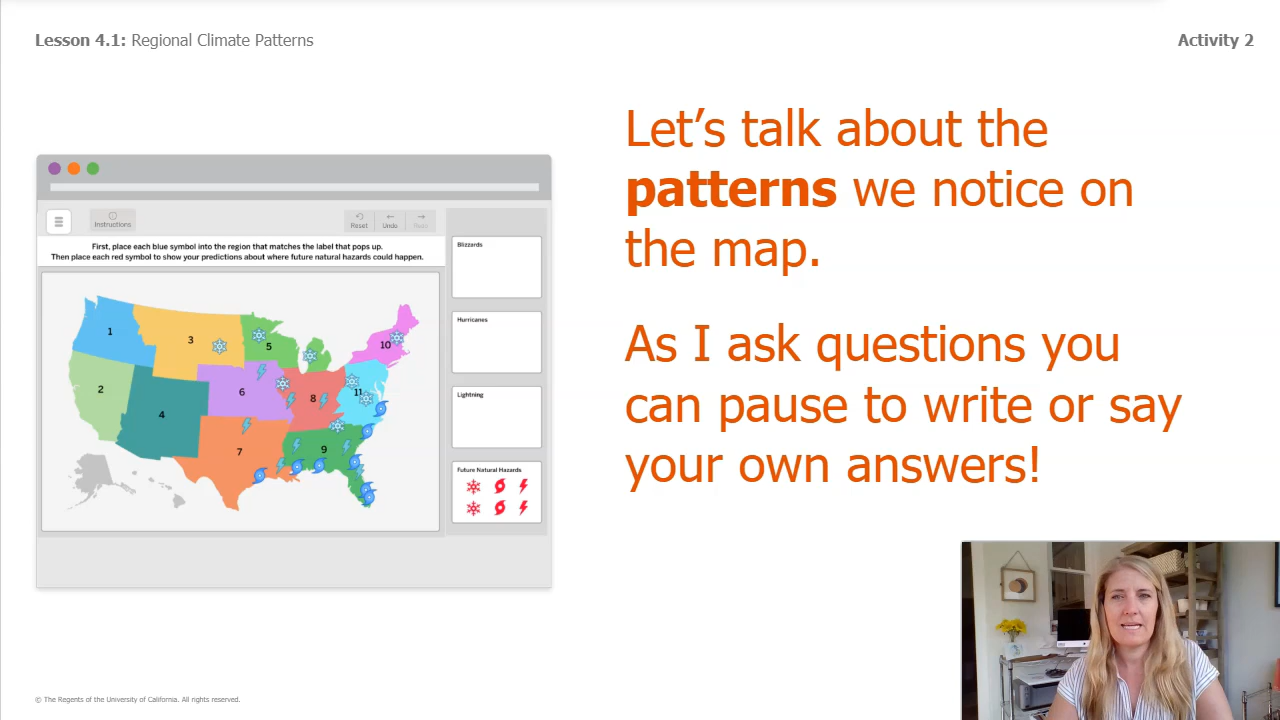 Lesson 4.1: Regional Climate Patterns
Activity 2
Let’s talk about the
patterns we notice on
the map.
As I ask questions you
can pause to write or say
your own answers!
Instructions
Reset
Undo
Redo
First, place each blue symbol into the region that matches the label that pops up.
Then place each red symbol to show your predictions about where future natural hazards could happen.
Blizzards
Hurricanes
Lightning
Future Natural Hazards
1
2
3
4
5
6
7
8
9
10
11
© The Regents of the University of California. All rights reserved.